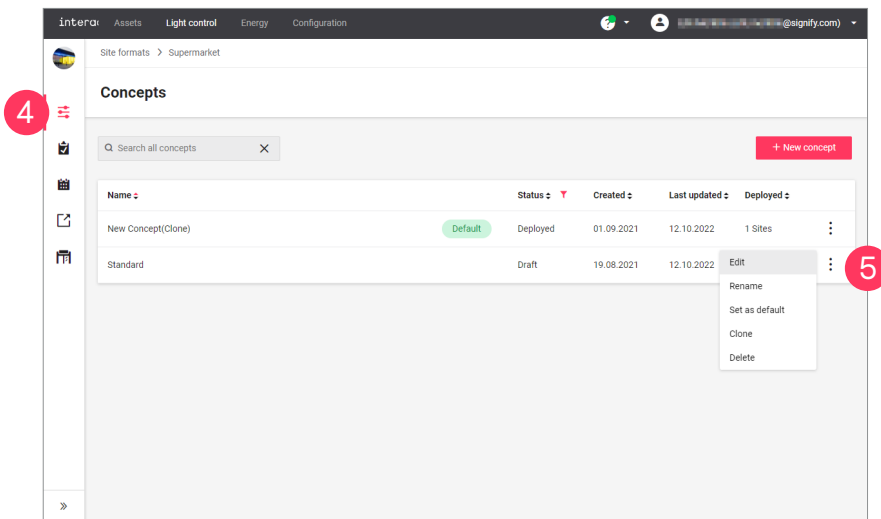 interac Assets Light control Energy Configuration ? @signify.com)
Site formats > Supermarket
Concepts
4
Search all concepts X
+ New concept
Name Status Created Last updated Deployed
New Concept(Clone) Default Deployed 01.09.2021 12.10.2022 1 Sites
Standard Draft 19.08.2021 12.10.2022
5
Edit
Rename
Set as default
Clone
Delete